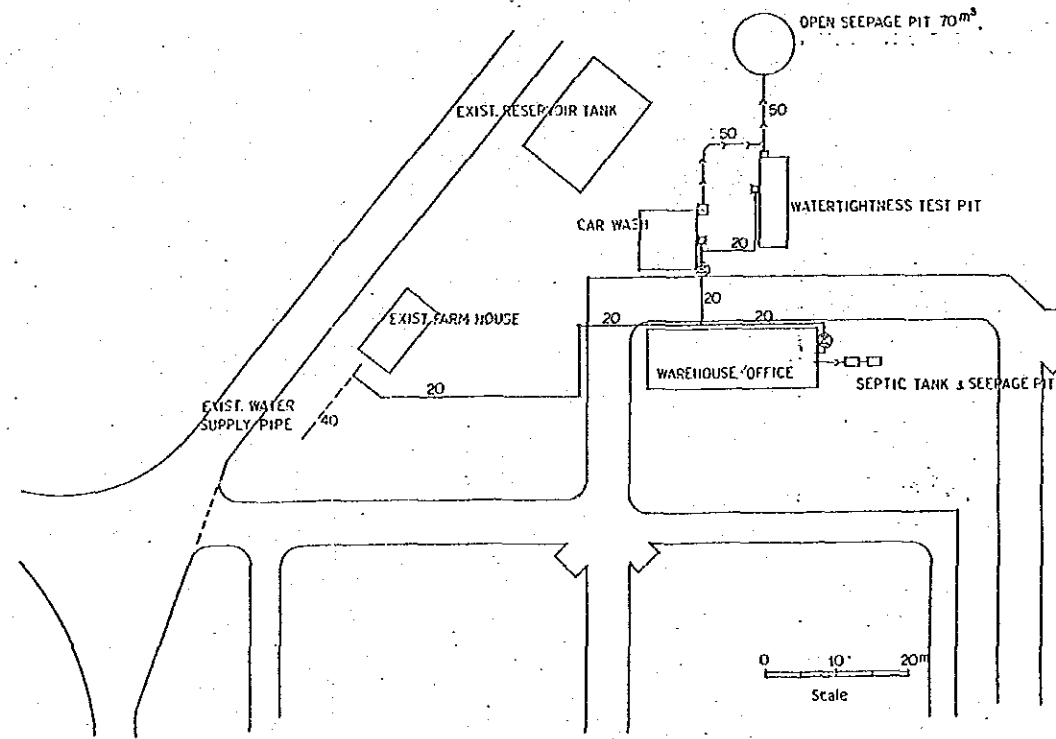 OPEN SEEPAGE PIT 70m³.
EXIST. RESERVOIR TANK
50
50
WATERTIGHTNESS TEST PIT
CAR WASH
20
20
EXIST. FARM HOUSE
20
20
WAREHOUSE/OFFICE
SEPTIC TANK & SEEPAGE PIT
20
EXIST. WATER
SUPPLY PIPE
40
0 10 20m
Scale